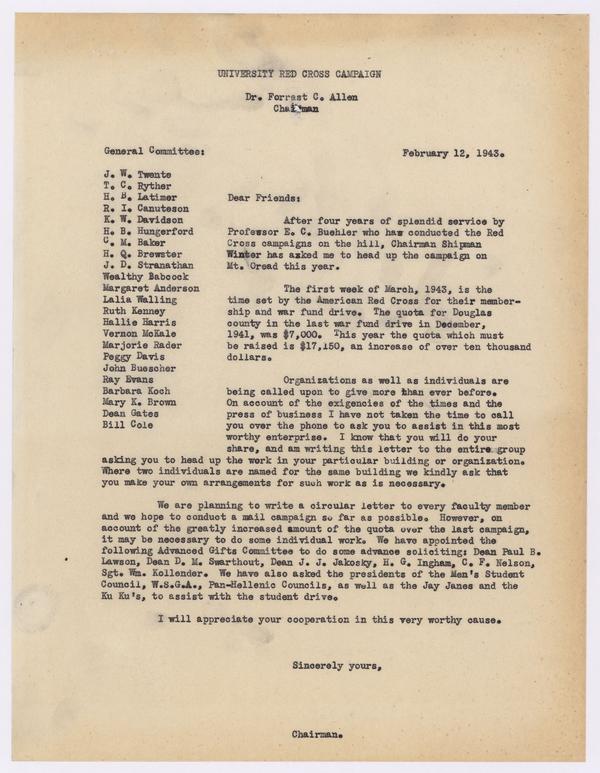 UNIVERSITY RED CROSS CAMPAIGN
Dr. Forrest C. Allen
Chairman
General Committee:
February 12, 1943.
J. W. Twente
T. C. Ryther
H. B. Latimer
R. I. Canuteson
K. W. Davidson
H. B. Hungerford
C. M. Baker
H. Q. Brewster
J. D. Stranathan
Wealthy Babcock
Margaret Anderson
Lalia Walling
Ruth Kenney
Hallie Harris
Vernon McKale
Marjorie Rader
Peggy Davis
John Buescher
Ray Evans
Barbara Koch
Mary K. Brown
Dean Gates
Bill Cole
Dear Friends:
After four years of splendid service by
Professor E. C. Buehler who haw conducted the Red
Cross campaigns on the hill, Chairman Shipman
Winter has asked me to head up the campaign on
Mt. Oread this year.
The first week of March, 1943, is the
time set by the American Red Cross for their member-
ship and war fund drive. The quota for Douglas
county in the last war fund drive in Dedember,
1941, was $7,000. This year the quota which must
be raised is $17,150, an increase of over ten thousand
dollars.
Organizations as well as individuals are
being called upon to give more than ever before.
On account of the exigencies of the times and the
press of business I have not taken the time to call
you over the phone to ask you to assist in this most
worthy enterprise. I know that you will do your
share, and am writing this letter to the entire group
asking you to head up the work in your particular building or organization.
Where two individuals are named for the same building we kindly ask that
you make your own arrangements for such work as is necessary.
We are planning to write a circular letter to every faculty member
and we hope to conduct a mail campaign so far as possible. However, on
account of the greatly increased amount of the quota over the last campaign,
it may be necessary to do some individual work. We have appointed the
following Advanced Gifts Committee to do some advance soliciting: Dean Paul B.
Lawson, Dean D. M. Swarthout, Dean J. J. Jakosky, H. G. Ingham, C. F. Nelson,
Sgt. Wm. Kollender. We have also asked the presidents of the Men's Student
Council, W.S.G.A., Pan-Hellenic Councils, as well as the Jay Janes and the
Ku Ku's, to assist with the student drive.
I will appreciate your cooperation in this very worthy cause.
Sincerely yours,
Chairman.